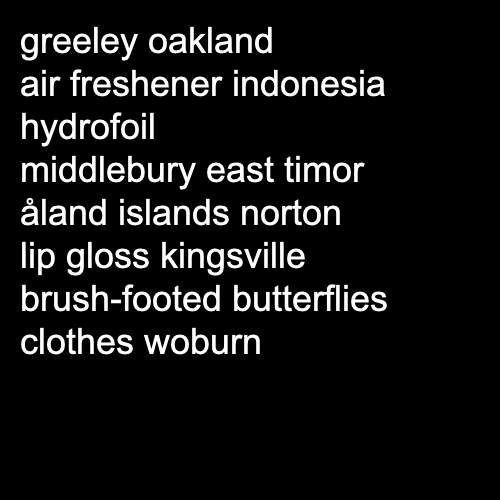 greeley oakland
air freshener indonesia
hydrofoil
middlebury east timor
åland islands norton
lip gloss kingsville
brush-footed butterflies
clothes woburn